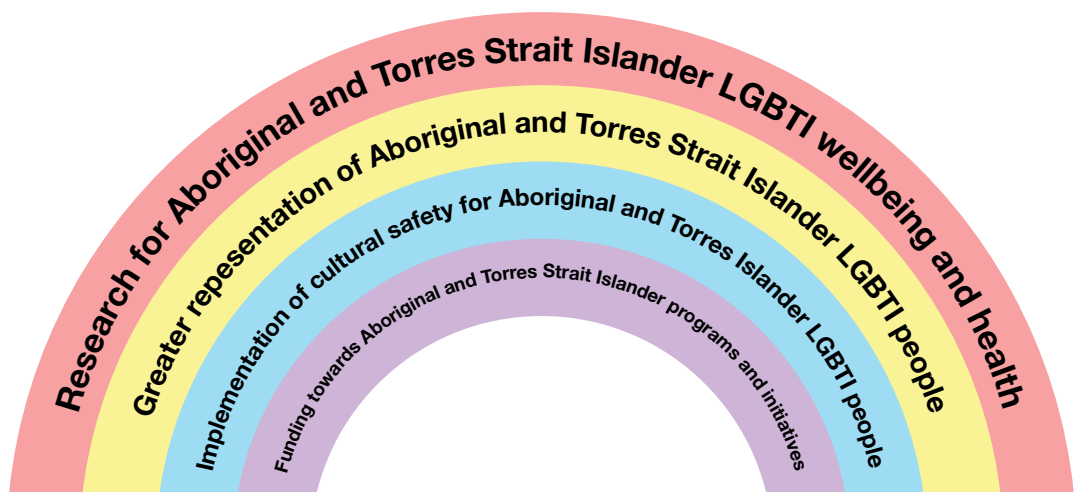 Research for Aboriginal and Torres Strait Islander LGBTI wellbeing and health
Greater repesentation of Aboriginal and Torres Strait Islander LGBTI people
Implementation of cultural safety for Aboriginal and Torres Islander LGBTI people
Funding towards Aboriginal and Torres Strait Islander programs and initiatives